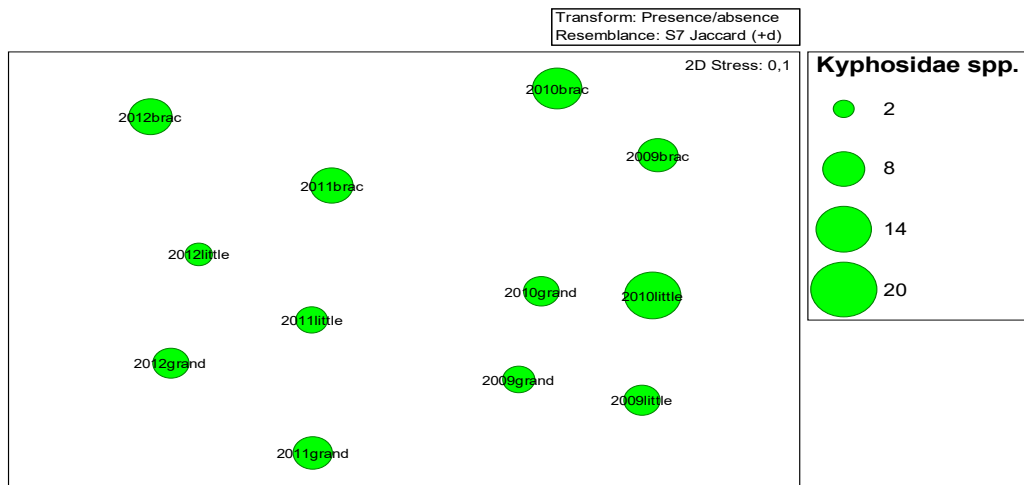 Transform: Presence/absence
Resemblance: S7 Jaccard (+d)
2D Stress: 0,1
2010brac
2012brac
2009brac
2011brac
2012little
2010grand
2010little
2011little
2012grand
2009grand
2009little
2011grand
Kyphosidae spp.
2
8
14
20